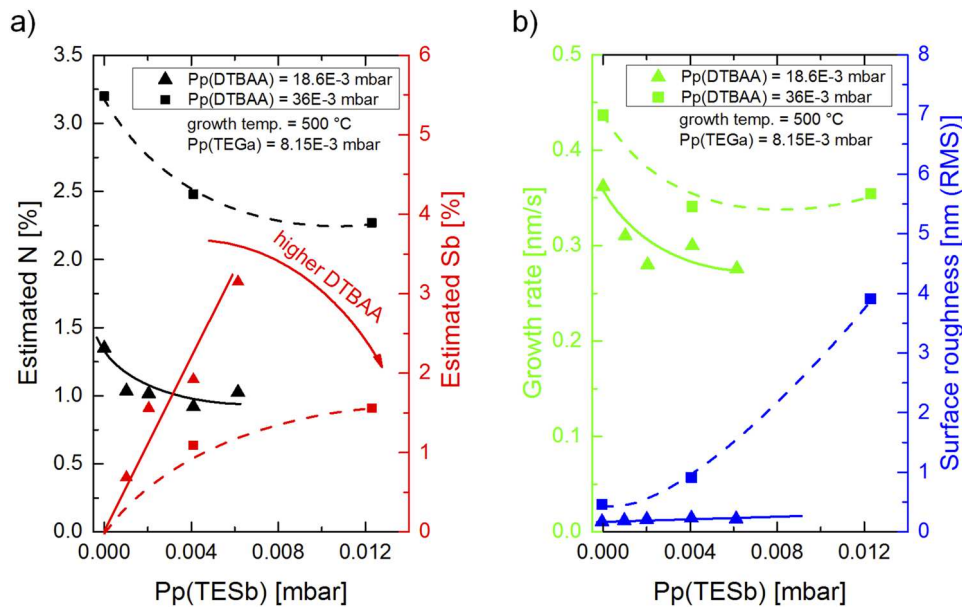 a)
Estimated N [%]
3.5
3.0
2.5
2.0
1.5
1.0
0.5
0.0
Pp(DTBAA) = 18.6E-3 mbar
Pp(DTBAA) = 36E-3 mbar
growth temp. = 500 °C
Pp(TEGa) = 8.15E-3 mbar
higher DTBAA
6
5
4
3
2
1
0
Estimated Sb [%]
0.000 0.004 0.008 0.012
Pp(TESb) [mbar]
b)
Growth rate [nm/s]
0.5
0.4
0.3
0.2
0.1
0.0
Pp(DTBAA) = 18.6E-3 mbar
Pp(DTBAA) = 36E-3 mbar
growth temp. = 500 °C
Pp(TEGa) = 8.15E-3 mbar
8
7
6
5
4
3
2
1
0
Surface roughness [nm (RMS)]
0.000 0.004 0.008 0.012
Pp(TESb) [mbar]